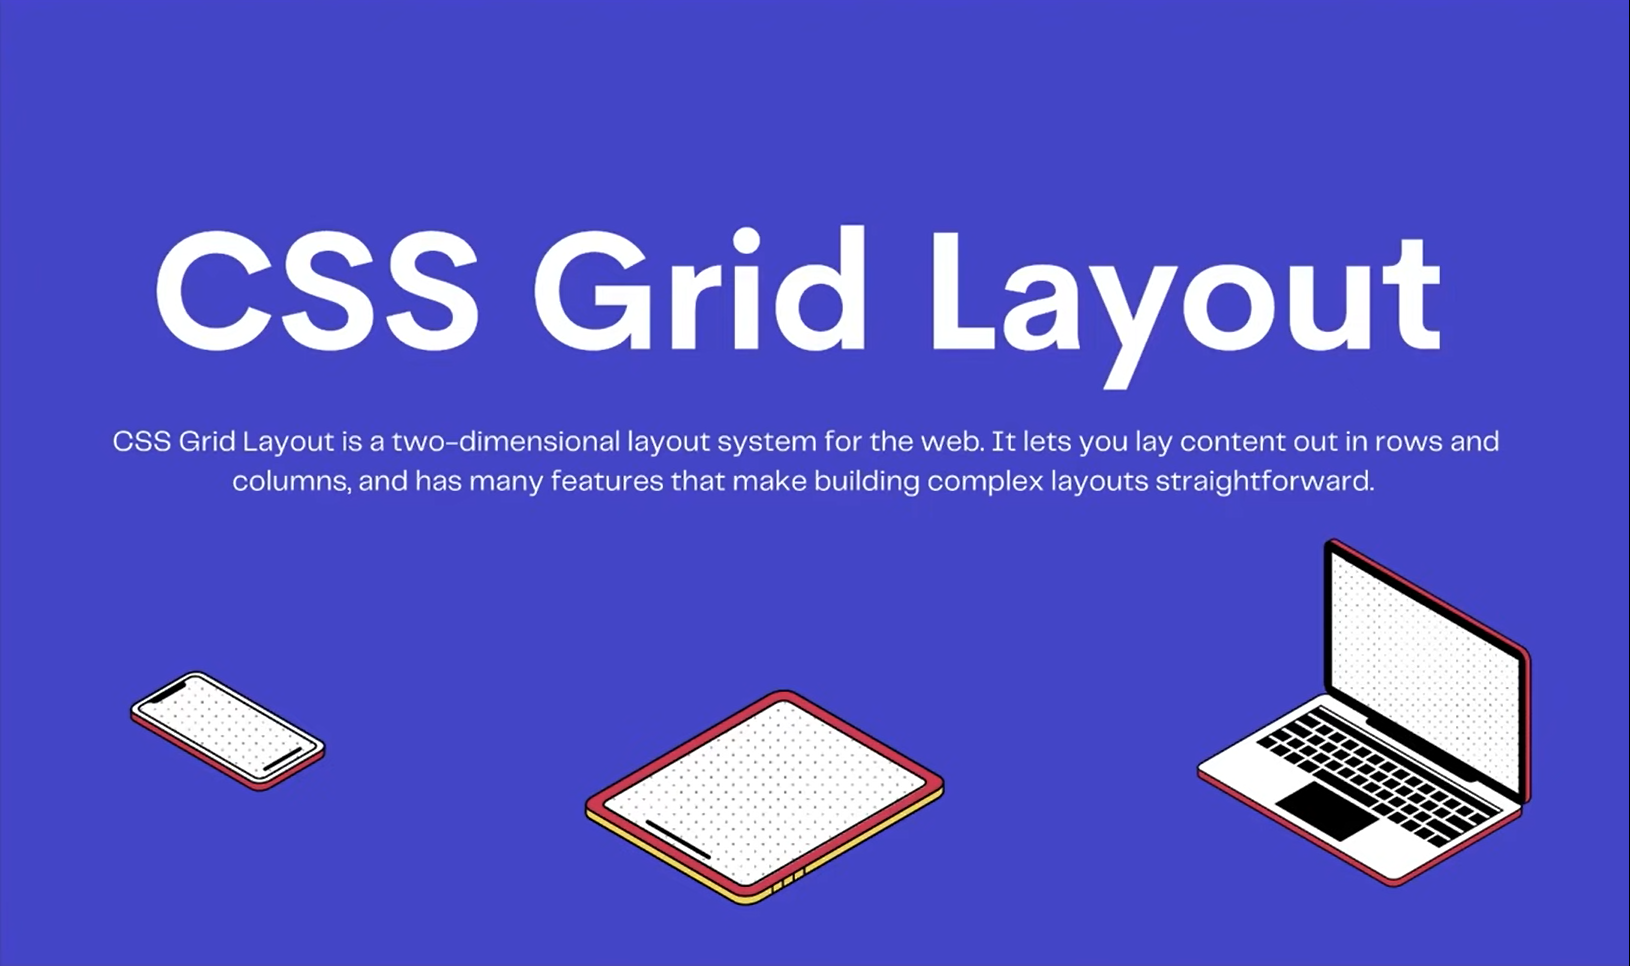 CSS Grid Layout
CSS Grid Layout is a two-dimensional layout system for the web. It lets you lay content out in rows and
columns, and has many features that make building complex layouts straightforward.